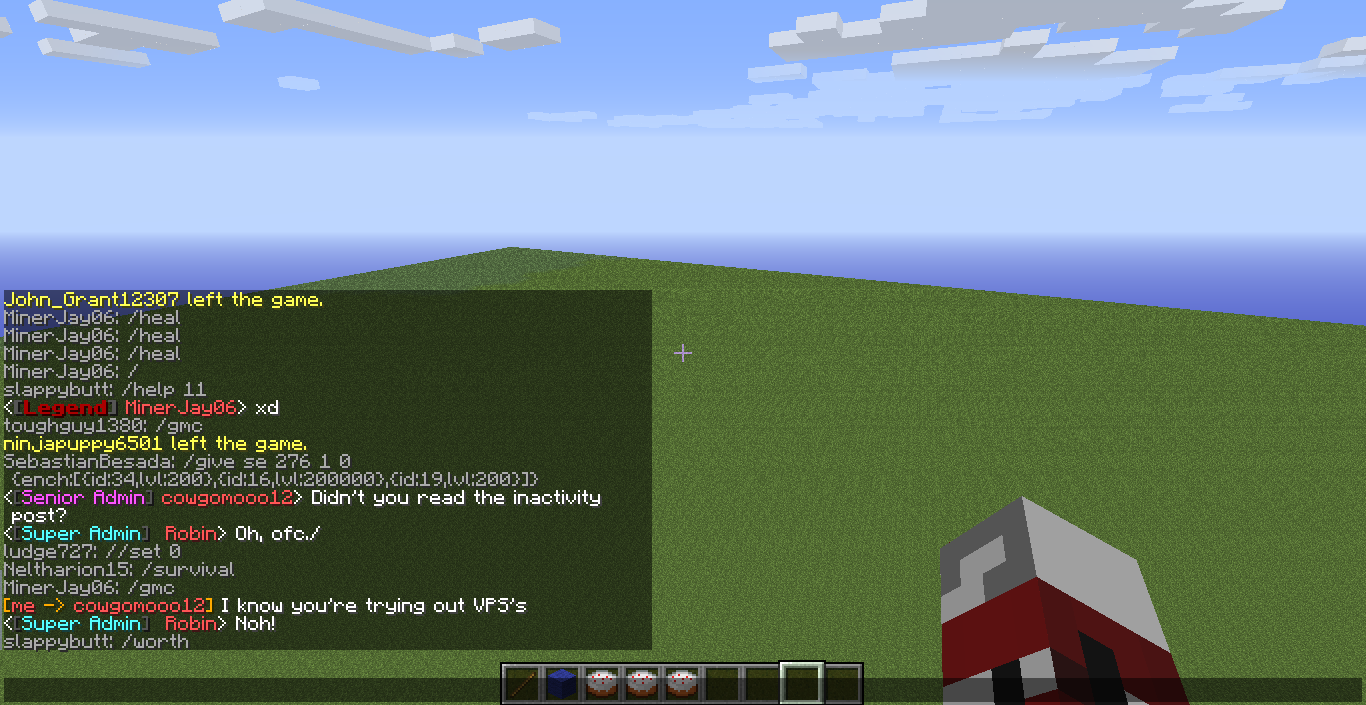 John_Grant12307 left the game.
MinerJay06: /heal
MinerJay06: /heal
MinerJay06: /heal
MinerJay06: /
slappybutt: /help 11
<[Legend] MinerJay06> xd
toughguy1380: /gmc
ninjapuppy6501 left the game.
SebastianBesada: /give se 276 1 0
{ench:[{id:34,lvl:200},{id:16,lvl:200000},{id:19,lvl:200}]}
<[Senior Admin] cowgomooo12> Didn't you read the inactivity
post?
<[Super Admin] Robin> Oh, ofc./
ludge727: //set 0
Neltharion15: /survival
MinerJay06: /gmc
[me -> cowgomooo12] I know you're trying out VPS's
<[Super Admin] Robin> Noh!
slappybutt: /worth